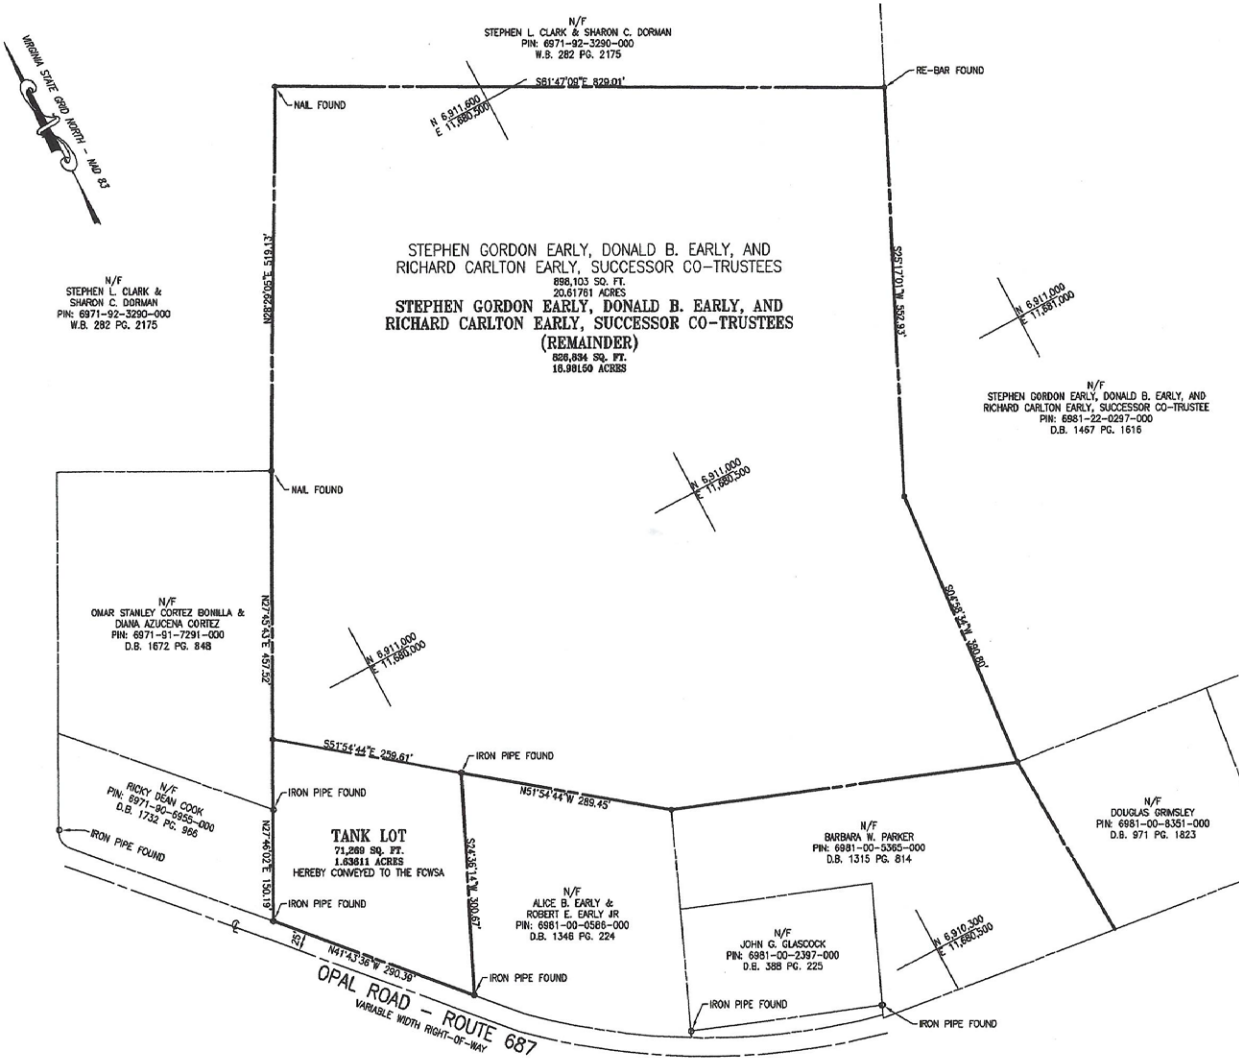 N/F
STEPHEN L. CLARK & SHARON C. DORMAN
PIN: 6971-92-3290-000
W.B. 282 PG. 2175
VIRGINIA STATE GRID NORTH - NAD 83
S61°47'09"E 829.01'
RE-BAR FOUND
NAIL FOUND
N 6,911,600
E 11,680,500
STEPHEN GORDON EARLY, DONALD B. EARLY, AND
RICHARD CARLTON EARLY, SUCCESSOR CO-TRUSTEES
898,103 SQ. FT.
20.61761 ACRES
STEPHEN GORDON EARLY, DONALD B. EARLY, AND
RICHARD CARLTON EARLY, SUCCESSOR CO-TRUSTEES
(REMAINDER)
826,834 SQ. FT.
18.98150 ACRES
519.13'
S25°17'01"W 552.93'
N/F
STEPHEN L. CLARK &
SHARON C. DORMAN
PIN: 6971-92-3290-000
W.B. 282 PG. 2175
N 6,911,000
E 11,681,000
N/F
STEPHEN GORDON EARLY, DONALD B. EARLY, AND
RICHARD CARLTON EARLY, SUCCESSOR CO-TRUSTEE
PIN: 6981-22-0297-000
D.B. 1467 PG. 1616
NAIL FOUND
N 6,911,000
E 11,680,500
N/F
OMAR STANLEY CORTEZ BONILLA &
DIANA AZUCENA CORTEZ
PIN: 6971-91-7291-000
D.B. 1672 PG. 848
N27°45'43"E 457.52'
N 6,911,000
E 11,680,000
S04°58'34"W 390.80'
S51°54'44"E 259.61'
IRON PIPE FOUND
N51°54'44"W 289.45'
N/F
RICKY DEAN COOK
PIN: 6971-90-6955-000
D.B. 1732 PG. 966
IRON PIPE FOUND
IRON PIPE FOUND
N27°46'02"E 150.19'
TANK LOT
71,269 SQ. FT.
1.63611 ACRES
HEREBY CONVEYED TO THE FCWSA
S24°36'14"W 300.67'
IRON PIPE FOUND
N/F
ALICE B. EARLY &
ROBERT E. EARLY JR
PIN: 6981-00-0586-000
D.B. 1346 PG. 224
N/F
BARBARA W. PARKER
PIN: 6981-00-5365-000
D.B. 1315 PG. 814
N/F
DOUGLAS GRIMSLEY
PIN: 6981-00-8351-000
D.B. 971 PG. 1823
N/F
JOHN G. GLASCOCK
PIN: 6981-00-2397-000
D.B. 388 PG. 225
N 6,910,300
E 11,680,500
25'
N41°43'36"W 290.39'
IRON PIPE FOUND
IRON PIPE FOUND
IRON PIPE FOUND
OPAL ROAD - ROUTE 687
VARIABLE WIDTH RIGHT-OF-WAY